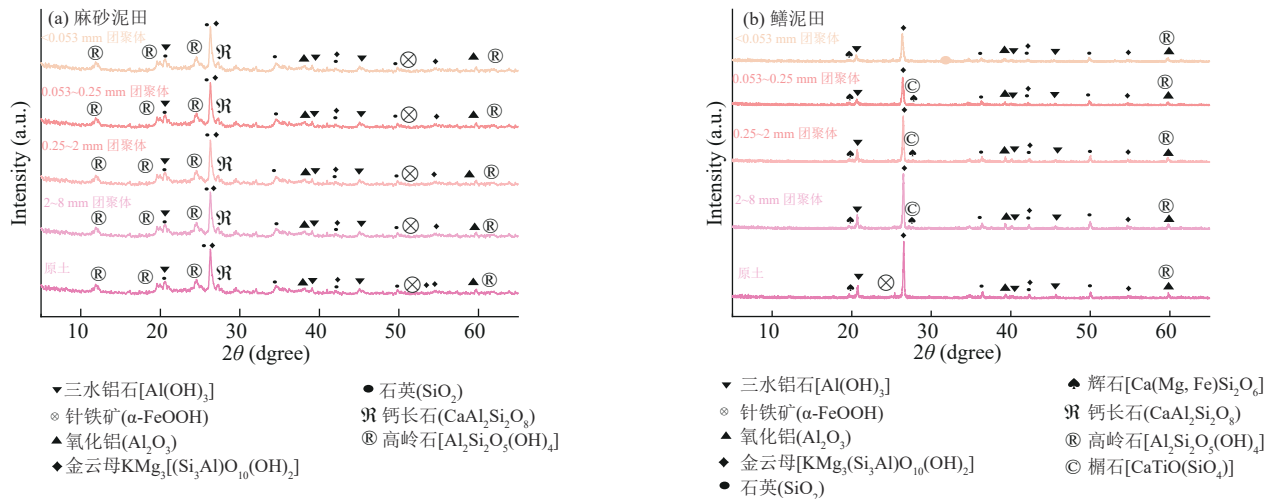 (a) 麻砂泥田
<0.053 mm 团聚体
0.053~0.25 mm 团聚体
0.25~2 mm 团聚体
2~8 mm 团聚体
原土
Intensity (a.u.)
10 20 30 40 50 60
2θ (dgree)
▼三水铝石[Al(OH)₃]
⊗针铁矿(α-FeOOH)
▲氧化铝(Al₂O₃)
◆金云母KMg₃[(Si₃Al)O₁₀(OH)₂]
● 石英(SiO₂)
ℜ 钙长石(CaAl₂Si₂O₈)
® 高岭石[Al₂Si₂O₅(OH)₄]
(b) 鳝泥田
<0.053 mm 团聚体
0.053~0.25 mm 团聚体
0.25~2 mm 团聚体
2~8 mm 团聚体
原土
Intensity (a.u.)
10 20 30 40 50 60
2θ (dgree)
▼ 三水铝石[Al(OH)₃]
⊗ 针铁矿(α-FeOOH)
▲ 氧化铝(Al₂O₃)
◆ 金云母[KMg₃(Si₃Al)O₁₀(OH)₂]
● 石英(SiO₂)
♠ 辉石[Ca(Mg, Fe)Si₂O₆]
ℜ 钙长石(CaAl₂Si₂O₈)
® 高岭石[Al₂Si₂O₅(OH)₄]
© 榍石[CaTiO(SiO₄)]